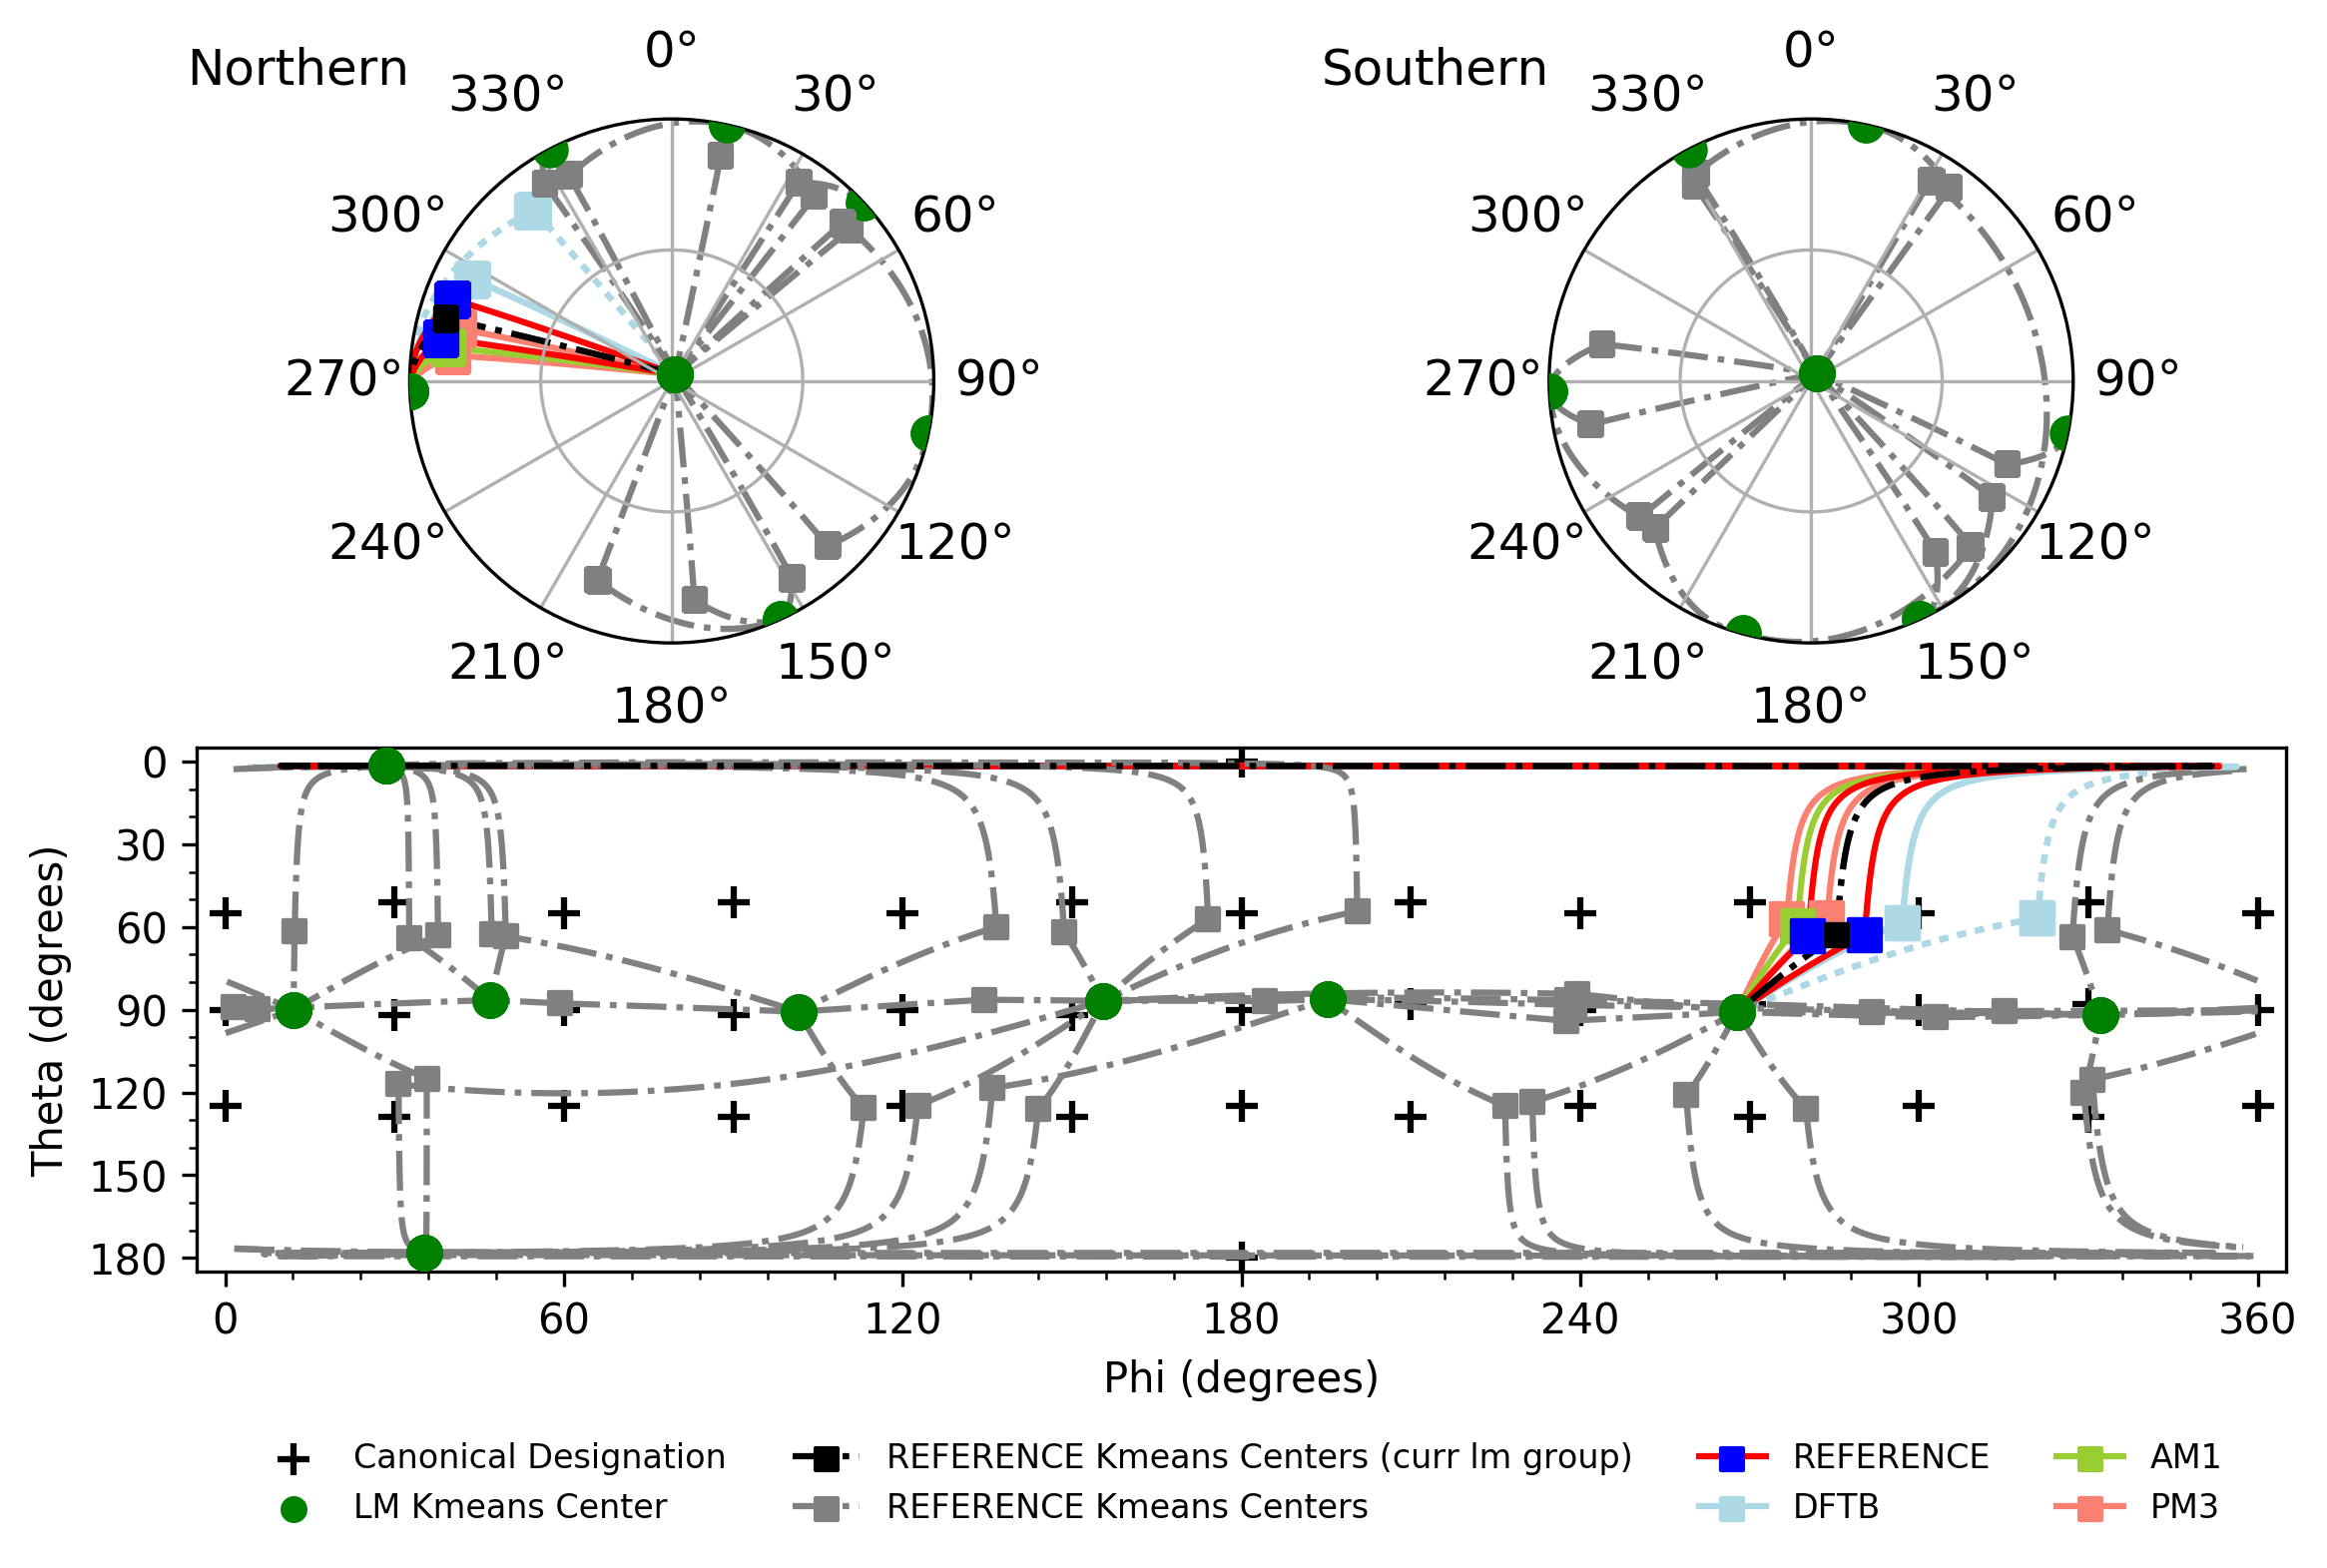 Northern
0°
330°
30°
300°
60°
270°
90°
240°
120°
210°
150°
180°
Southern
0°
330°
30°
300°
60°
270°
90°
240°
120°
210°
150°
180°
Theta (degrees)
0
30
60
90
120
150
180
0 60 120 180 240 300 360
Phi (degrees)
Canonical Designation
LM Kmeans Center
REFERENCE Kmeans Centers (curr lm group)
REFERENCE Kmeans Centers
REFERENCE
DFTB
AM1
PM3